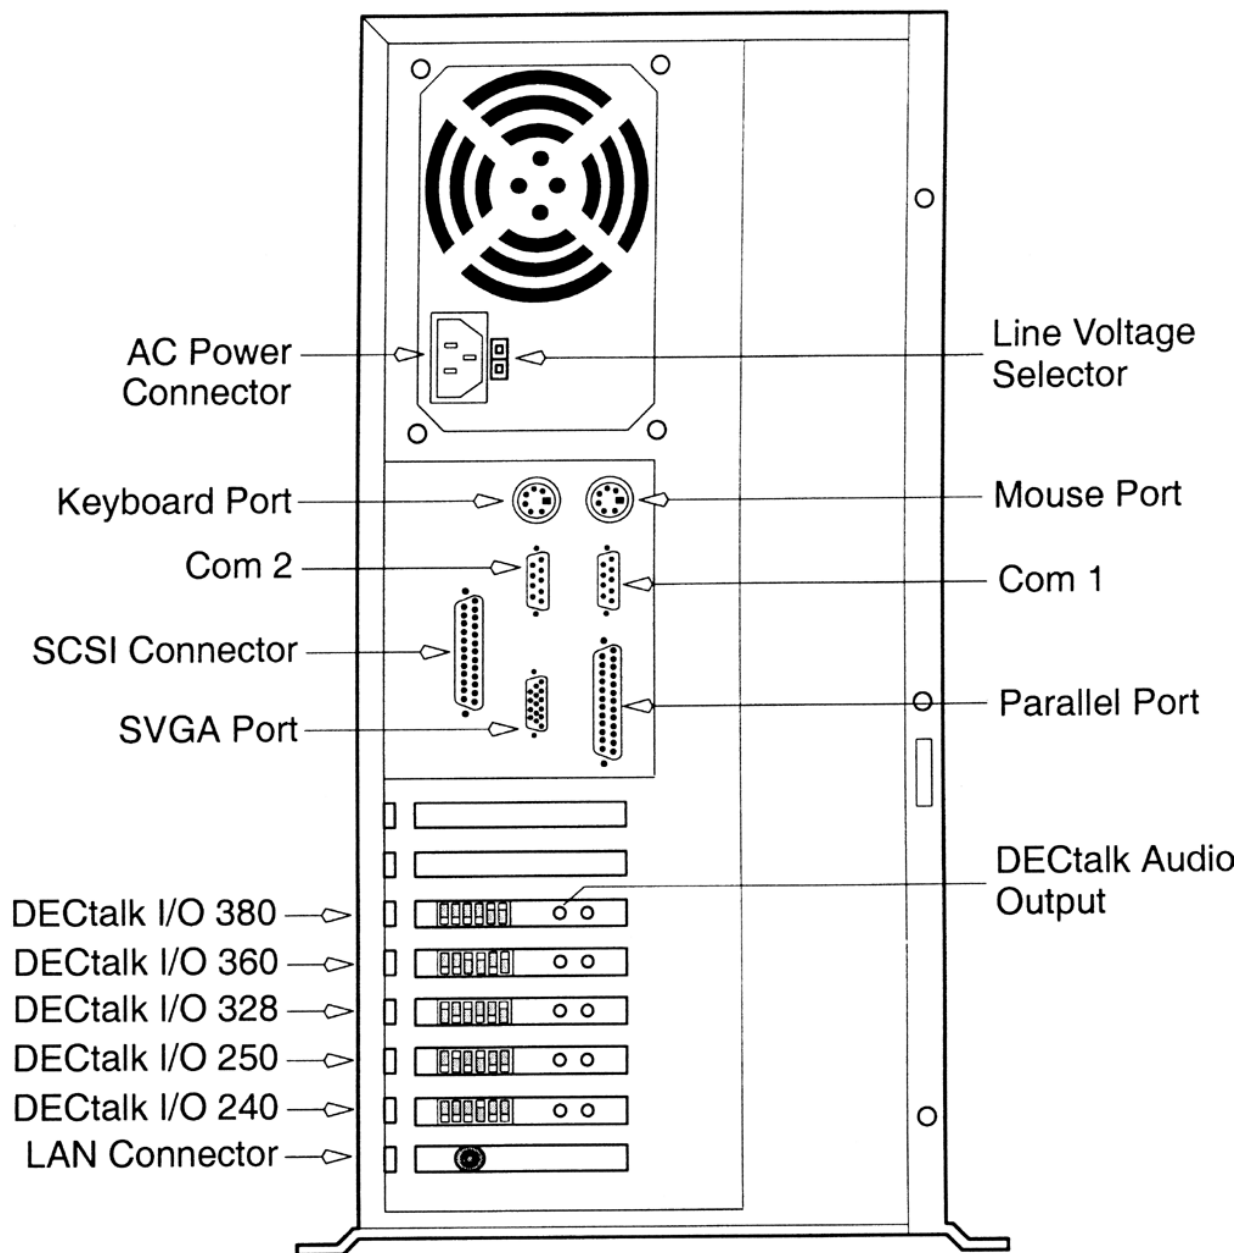 AC Power
Connector
Line Voltage
Selector
Keyboard Port
Mouse Port
Com 2
Com 1
SCSI Connector
Parallel Port
SVGA Port
DECtalk Audio
Output
DECtalk I/O 380
DECtalk I/O 360
DECtalk I/O 328
DECtalk I/O 250
DECtalk I/O 240
LAN Connector